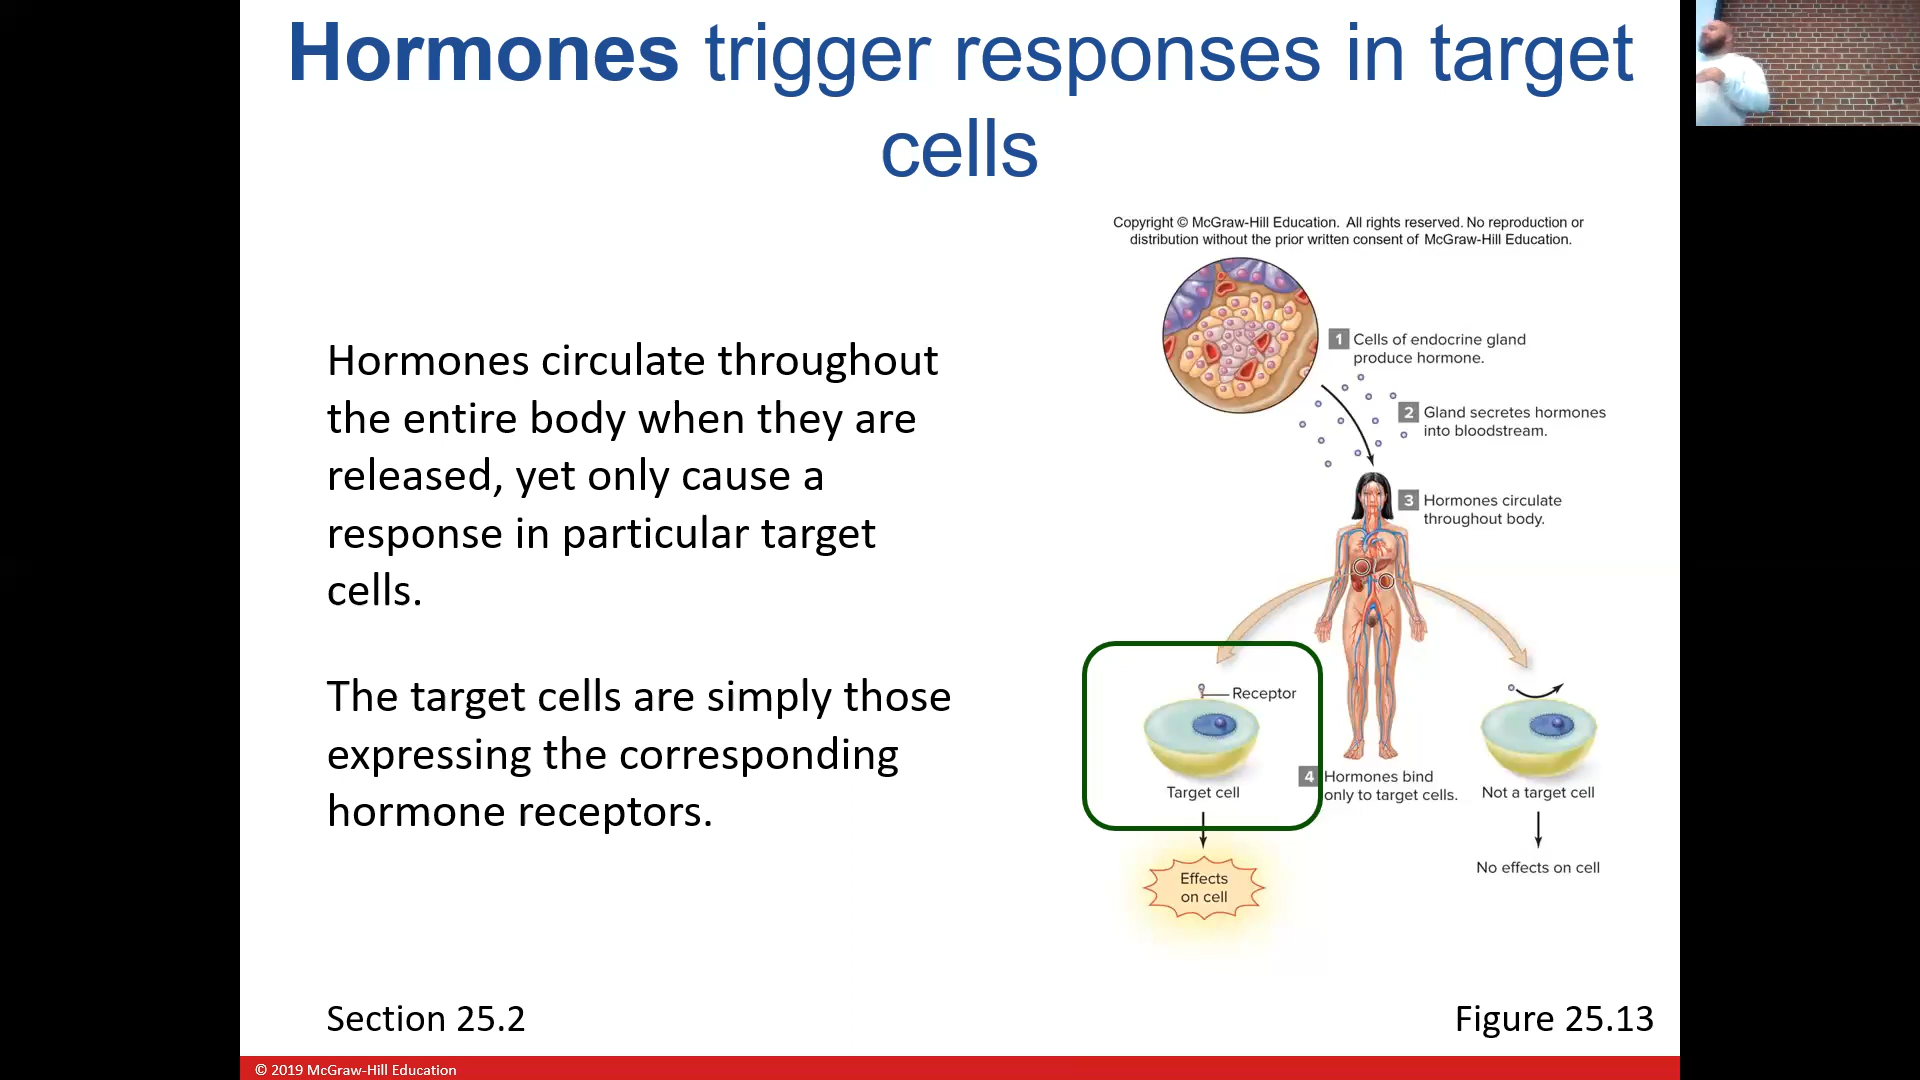 Hormones trigger responses in target
cells
Copyright © McGraw-Hill Education. All rights reserved. No reproduction or
distribution without the prior written consent of McGraw-Hill Education.
Hormones circulate throughout
the entire body when they are
released, yet only cause a
response in particular target
cells.
The target cells are simply those
expressing the corresponding
hormone receptors.
1 Cells of endocrine gland
produce hormone.
2 Gland secretes hormones
into bloodstream.
3 Hormones circulate
throughout body.
Receptor
Target cell
4 Hormones bind
only to target cells.
Not a target cell
Effects
on cell
No effects on cell
Section 25.2
Figure 25.13
© 2019 McGraw-Hill Education